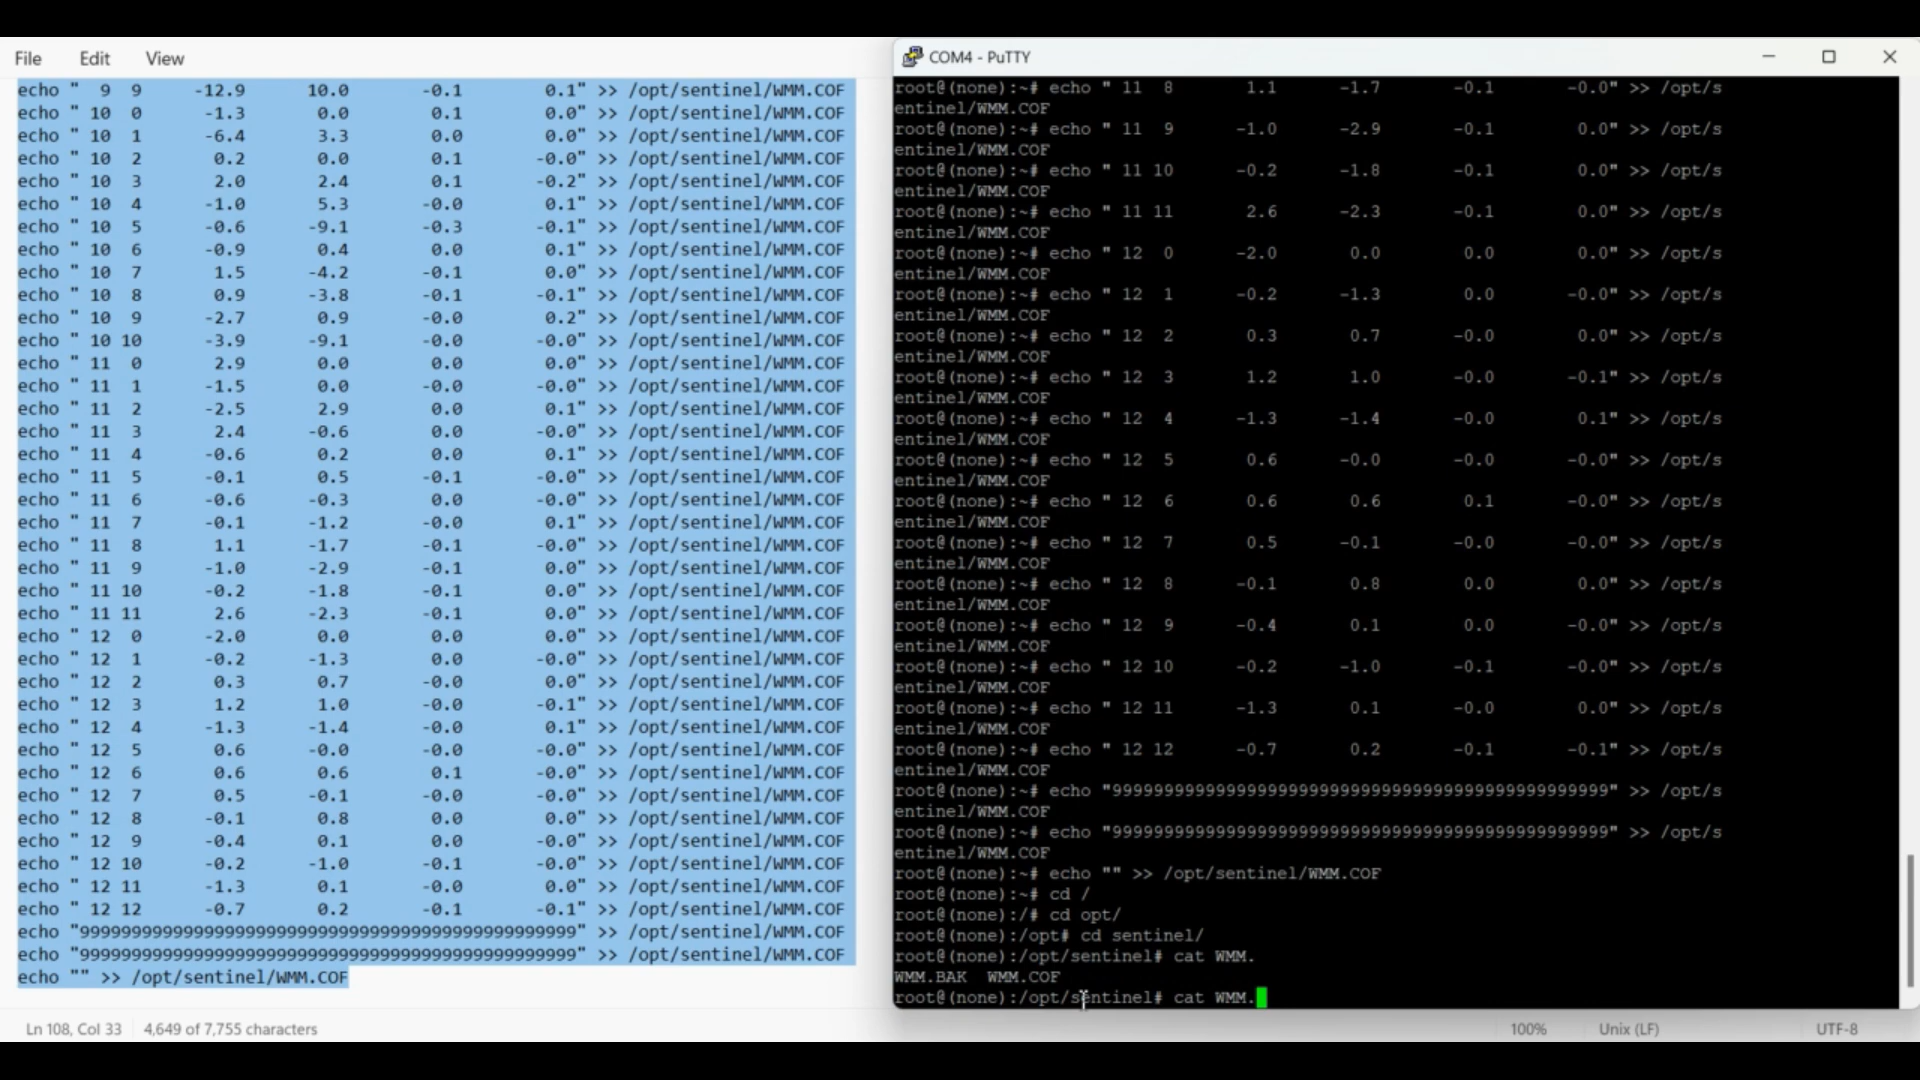 File Edit View
echo "  9  9     -12.9      10.0       -0.1        0.1" >> /opt/sentinel/WMM.COF
echo " 10  0      -1.3       0.0        0.1        0.0" >> /opt/sentinel/WMM.COF
echo " 10  1      -6.4       3.3        0.0        0.0" >> /opt/sentinel/WMM.COF
echo " 10  2       0.2       0.0        0.1       -0.0" >> /opt/sentinel/WMM.COF
echo " 10  3       2.0       2.4        0.1       -0.2" >> /opt/sentinel/WMM.COF
echo " 10  4      -1.0       5.3       -0.0        0.1" >> /opt/sentinel/WMM.COF
echo " 10  5      -0.6      -9.1       -0.3       -0.1" >> /opt/sentinel/WMM.COF
echo " 10  6      -0.9       0.4        0.0        0.1" >> /opt/sentinel/WMM.COF
echo " 10  7       1.5      -4.2       -0.1        0.0" >> /opt/sentinel/WMM.COF
echo " 10  8       0.9      -3.8       -0.1       -0.1" >> /opt/sentinel/WMM.COF
echo " 10  9      -2.7       0.9       -0.0        0.2" >> /opt/sentinel/WMM.COF
echo " 10 10      -3.9      -9.1       -0.0       -0.0" >> /opt/sentinel/WMM.COF
echo " 11  0       2.9       0.0        0.0        0.0" >> /opt/sentinel/WMM.COF
echo " 11  1      -1.5       0.0       -0.0       -0.0" >> /opt/sentinel/WMM.COF
echo " 11  2      -2.5       2.9        0.0        0.1" >> /opt/sentinel/WMM.COF
echo " 11  3       2.4      -0.6        0.0       -0.0" >> /opt/sentinel/WMM.COF
echo " 11  4      -0.6       0.2        0.0        0.1" >> /opt/sentinel/WMM.COF
echo " 11  5      -0.1       0.5       -0.1       -0.0" >> /opt/sentinel/WMM.COF
echo " 11  6      -0.6      -0.3        0.0       -0.0" >> /opt/sentinel/WMM.COF
echo " 11  7      -0.1      -1.2       -0.0        0.1" >> /opt/sentinel/WMM.COF
echo " 11  8       1.1      -1.7       -0.1       -0.0" >> /opt/sentinel/WMM.COF
echo " 11  9      -1.0      -2.9       -0.1        0.0" >> /opt/sentinel/WMM.COF
echo " 11 10      -0.2      -1.8       -0.1        0.0" >> /opt/sentinel/WMM.COF
echo " 11 11       2.6      -2.3       -0.1        0.0" >> /opt/sentinel/WMM.COF
echo " 12  0      -2.0       0.0        0.0        0.0" >> /opt/sentinel/WMM.COF
echo " 12  1      -0.2      -1.3        0.0       -0.0" >> /opt/sentinel/WMM.COF
echo " 12  2       0.3       0.7       -0.0        0.0" >> /opt/sentinel/WMM.COF
echo " 12  3       1.2       1.0       -0.0       -0.1" >> /opt/sentinel/WMM.COF
echo " 12  4      -1.3      -1.4       -0.0        0.1" >> /opt/sentinel/WMM.COF
echo " 12  5       0.6      -0.0       -0.0       -0.0" >> /opt/sentinel/WMM.COF
echo " 12  6       0.6       0.6        0.1       -0.0" >> /opt/sentinel/WMM.COF
echo " 12  7       0.5      -0.1       -0.0       -0.0" >> /opt/sentinel/WMM.COF
echo " 12  8      -0.1       0.8        0.0        0.0" >> /opt/sentinel/WMM.COF
echo " 12  9      -0.4       0.1        0.0       -0.0" >> /opt/sentinel/WMM.COF
echo " 12 10      -0.2      -1.0       -0.1       -0.0" >> /opt/sentinel/WMM.COF
echo " 12 11      -1.3       0.1       -0.0        0.0" >> /opt/sentinel/WMM.COF
echo " 12 12      -0.7       0.2       -0.1       -0.1" >> /opt/sentinel/WMM.COF
echo "999999999999999999999999999999999999999999999999" >> /opt/sentinel/WMM.COF
echo "999999999999999999999999999999999999999999999999" >> /opt/sentinel/WMM.COF
echo "" >> /opt/sentinel/WMM.COF
Ln 108, Col 33 4,649 of 7,755 characters 100% Unix (LF) UTF-8
COM4 - PuTTY
root@(none):~# echo " 11  8       1.1      -1.7       -0.1       -0.0" >> /opt/s
entinel/WMM.COF
root@(none):~# echo " 11  9      -1.0      -2.9       -0.1        0.0" >> /opt/s
entinel/WMM.COF
root@(none):~# echo " 11 10      -0.2      -1.8       -0.1        0.0" >> /opt/s
entinel/WMM.COF
root@(none):~# echo " 11 11       2.6      -2.3       -0.1        0.0" >> /opt/s
entinel/WMM.COF
root@(none):~# echo " 12  0      -2.0       0.0        0.0        0.0" >> /opt/s
entinel/WMM.COF
root@(none):~# echo " 12  1      -0.2      -1.3        0.0       -0.0" >> /opt/s
entinel/WMM.COF
root@(none):~# echo " 12  2       0.3       0.7       -0.0        0.0" >> /opt/s
entinel/WMM.COF
root@(none):~# echo " 12  3       1.2       1.0       -0.0       -0.1" >> /opt/s
entinel/WMM.COF
root@(none):~# echo " 12  4      -1.3      -1.4       -0.0        0.1" >> /opt/s
entinel/WMM.COF
root@(none):~# echo " 12  5       0.6      -0.0       -0.0       -0.0" >> /opt/s
entinel/WMM.COF
root@(none):~# echo " 12  6       0.6       0.6        0.1       -0.0" >> /opt/s
entinel/WMM.COF
root@(none):~# echo " 12  7       0.5      -0.1       -0.0       -0.0" >> /opt/s
entinel/WMM.COF
root@(none):~# echo " 12  8      -0.1       0.8        0.0        0.0" >> /opt/s
entinel/WMM.COF
root@(none):~# echo " 12  9      -0.4       0.1        0.0       -0.0" >> /opt/s
entinel/WMM.COF
root@(none):~# echo " 12 10      -0.2      -1.0       -0.1       -0.0" >> /opt/s
entinel/WMM.COF
root@(none):~# echo " 12 11      -1.3       0.1       -0.0        0.0" >> /opt/s
entinel/WMM.COF
root@(none):~# echo " 12 12      -0.7       0.2       -0.1       -0.1" >> /opt/s
entinel/WMM.COF
root@(none):~# echo "999999999999999999999999999999999999999999999999" >> /opt/s
entinel/WMM.COF
root@(none):~# echo "999999999999999999999999999999999999999999999999" >> /opt/s
entinel/WMM.COF
root@(none):~# echo "" >> /opt/sentinel/WMM.COF
root@(none):~# cd /
root@(none):/# cd opt/
root@(none):/opt# cd sentinel/
root@(none):/opt/sentinel# cat WMM.
WMM.BAK  WMM.COF
root@(none):/opt/sentinel# cat WMM.